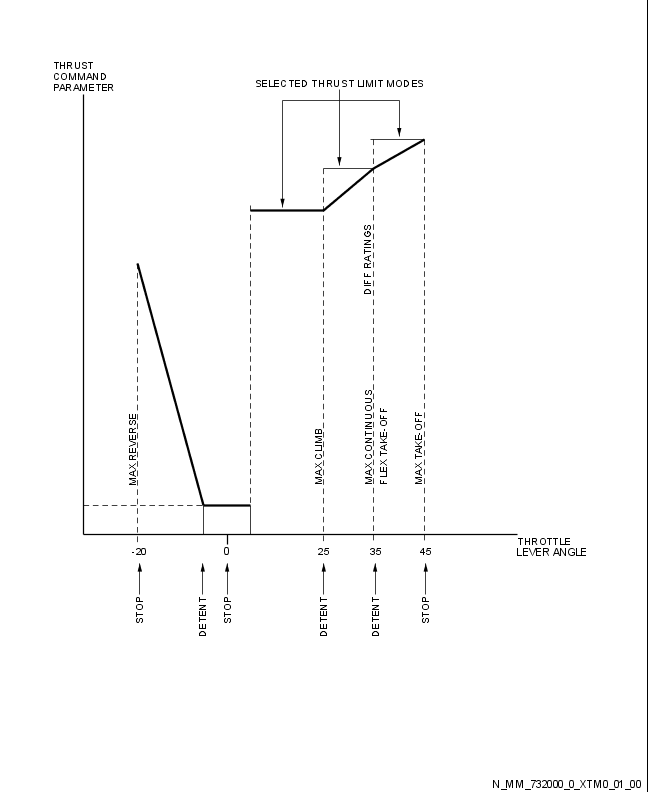 THRUST
COMMAND
PARAMETER
SELECTED THRUST LIMIT MODES
DIFF RATINGS
MAX REVERSE
MAX CLIMB
MAX CONTINUOUS
FLEX TAKE-OFF
MAX TAKE-OFF
THROTTLE
LEVER ANGLE
-20
0
25
35
45
STOP
DETENT
STOP
DETENT
DETENT
STOP
N_MM_732000_0_XTM0_01_00